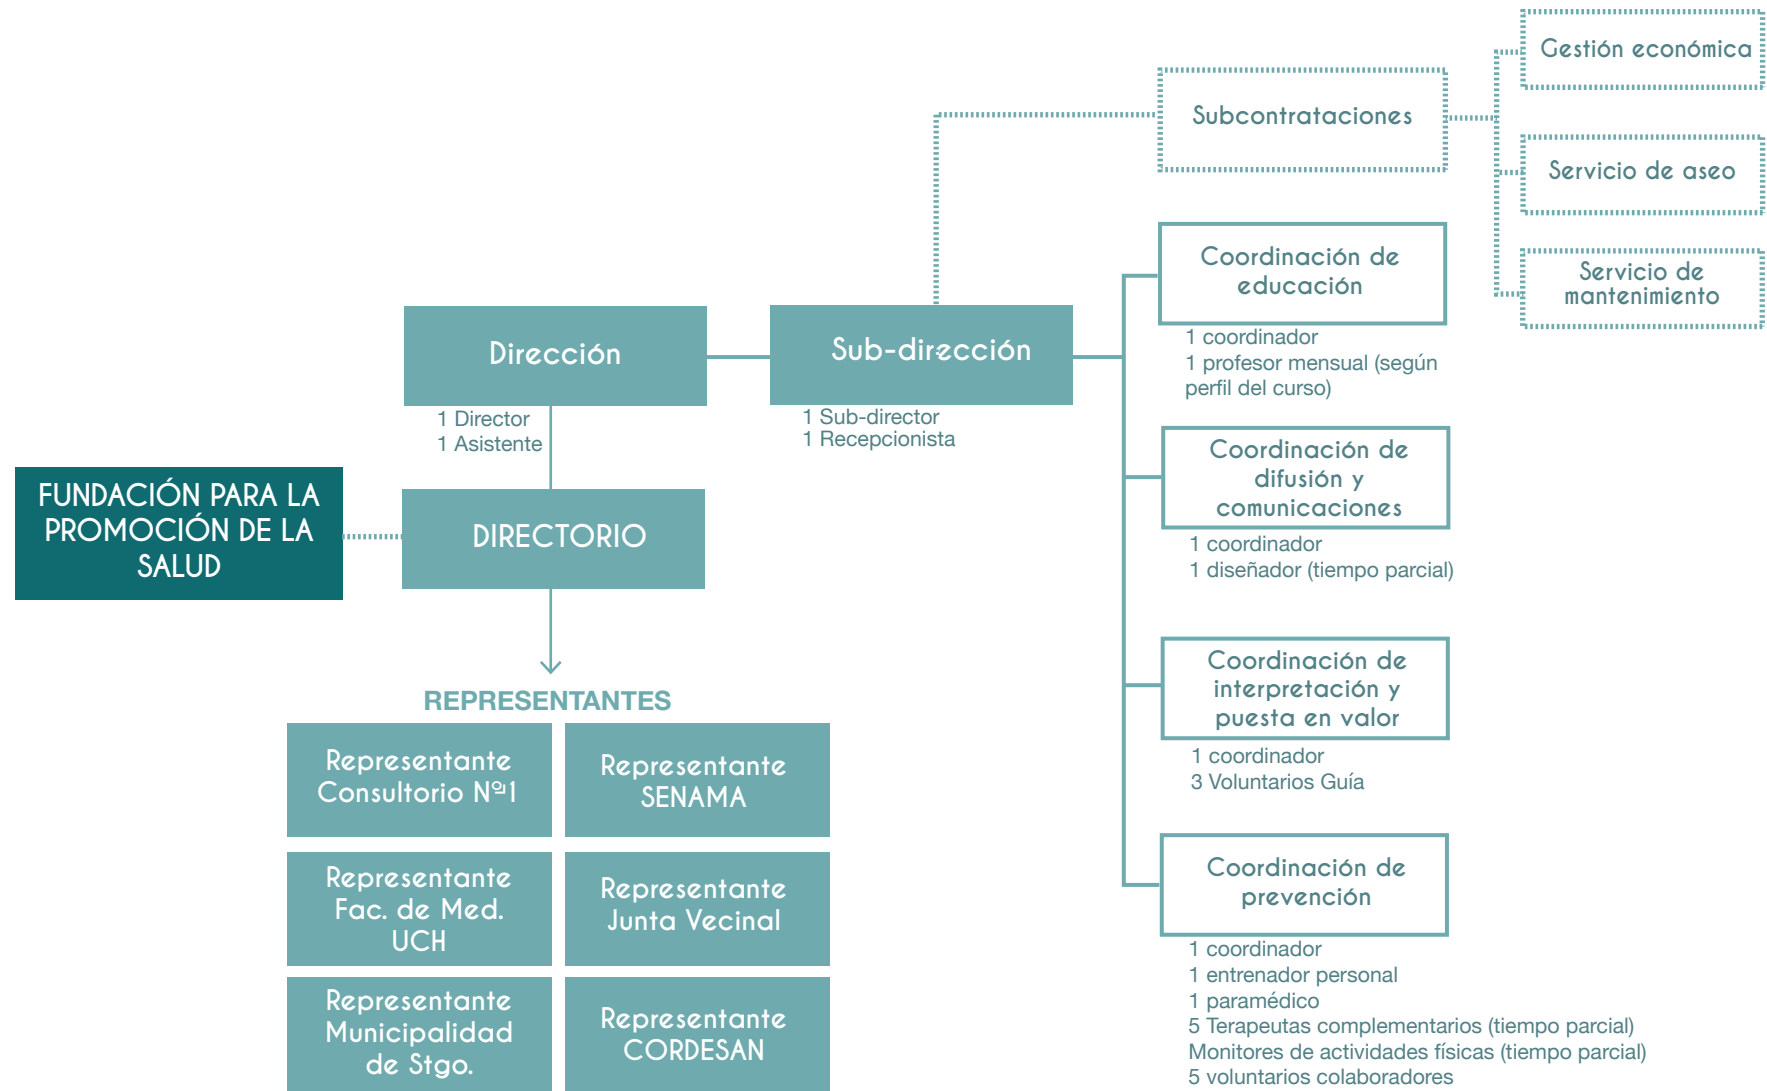 Gestión económica
Subcontrataciones
Servicio de aseo
Servicio de
mantenimiento
Coordinación de
educación
1 coordinador
1 profesor mensual (según
perfil del curso)
Dirección
1 Director
1 Asistente
Sub-dirección
1 Sub-director
1 Recepcionista
Coordinación de
difusión y
comunicaciones
1 coordinador
1 diseñador (tiempo parcial)
FUNDACIÓN PARA LA
PROMOCIÓN DE LA
SALUD
DIRECTORIO
Coordinación de
interpretación y
puesta en valor
1 coordinador
3 Voluntarios Guía
REPRESENTANTES
Representante
Consultorio Nº1
Representante
SENAMA
Representante
Fac. de Med.
UCH
Representante
Junta Vecinal
Representante
Municipalidad
de Stgo.
Representante
CORDESAN
Coordinación de
prevención
1 coordinador
1 entrenador personal
1 paramédico
5 Terapeutas complementarios (tiempo parcial)
Monitores de actividades físicas (tiempo parcial)
5 voluntarios colaboradores